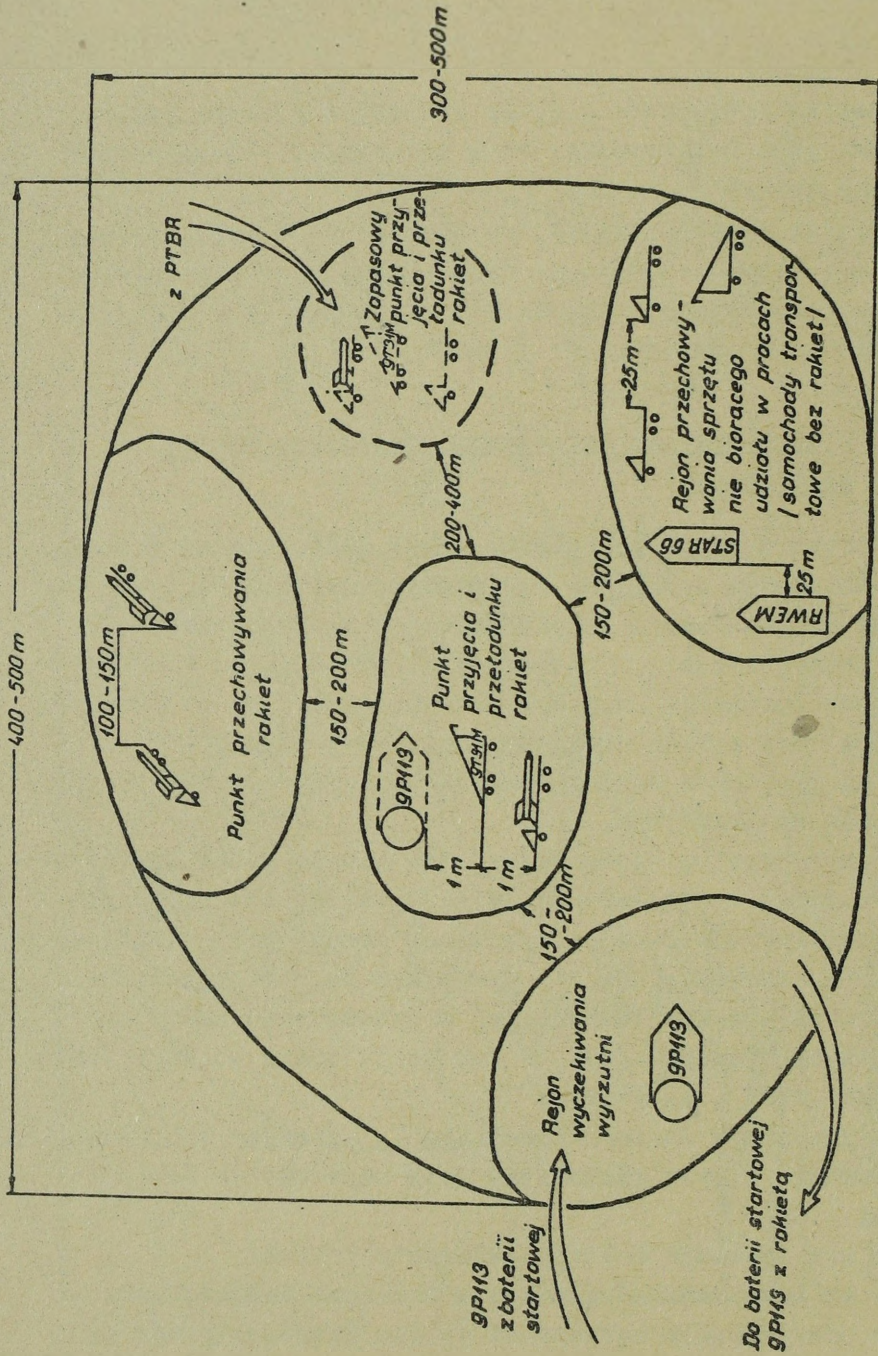 400-500m
300-500m
z PTBR
100-150m
Punkt przechowywania
rakiet
150-200m
Zapasowy
punkt przy-
jęcia i prze-
ładunku
rakiet
9T31M
200-400m
9P113
Punkt
przyjęcia i
przeładunku
rakiet
9T31M
1m
1m
150-
-200m
150-200m
9P113
z baterii
startowej
Rejon
wyczekiwania
wyrzutni
9P113
Do baterii startowej
9P113 z rakietą
25m
Rejon przechowy-
wania sprzętu
nie biorącego
udziału w pracach
/samochody transpor-
towe bez rakiet/
STAR 66
RWEM
25m